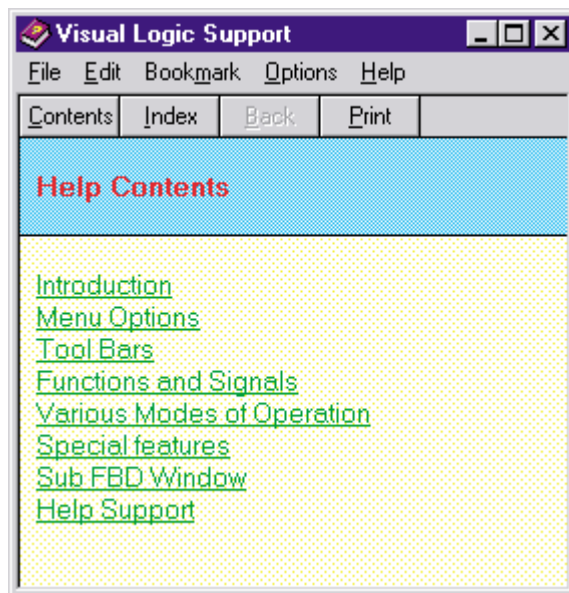 Visual Logic Support
File Edit Bookmark Options Help
Contents Index Back Print
Help Contents
Introduction
Menu Options
Tool Bars
Functions and Signals
Various Modes of Operation
Special features
Sub FBD Window
Help Support